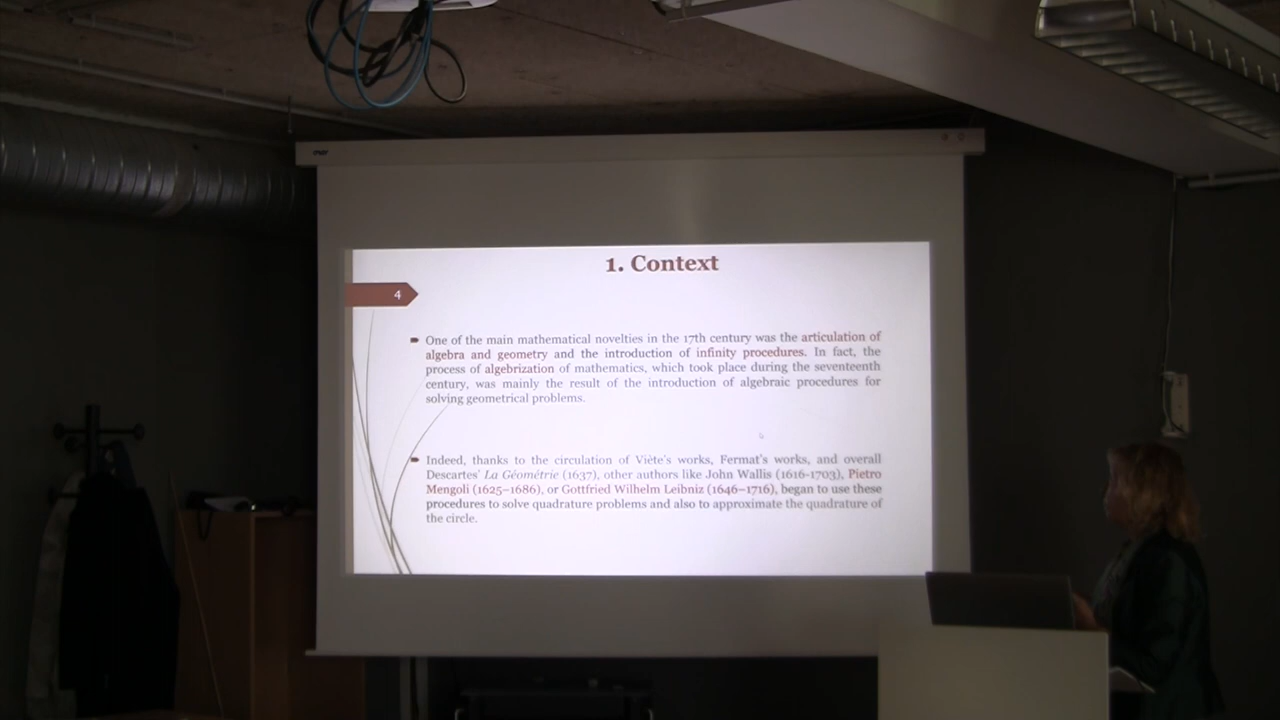 1. Context
4
One of the main mathematical novelties in the 17th century was the articulation of
algebra and geometry and the introduction of infinity procedures. In fact, the
process of algebrization of mathematics, which took place during the seventeenth
century, was mainly the result of the introduction of algebraic procedures for
solving geometrical problems.
Indeed, thanks to the circulation of Viète's works, Fermat's works, and overall
Descartes' La Géométrie (1637), other authors like John Wallis (1616-1703), Pietro
Mengoli (1625–1686), or Gottfried Wilhelm Leibniz (1646–1716), began to use these
procedures to solve quadrature problems and also to approximate the quadrature of
the circle.